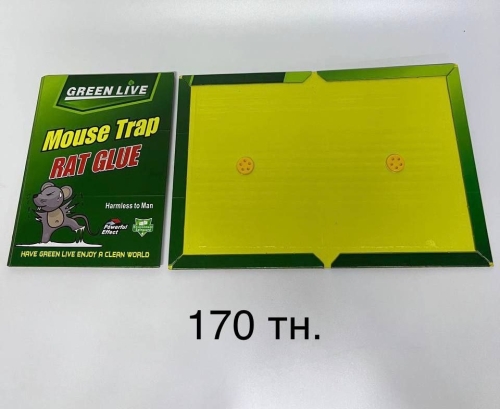 GREEN LIVE
Mouse Trap
RAT GLUE
Harmless to Man
Powerful
Effect
HAVE GREEN LIVE ENJOY A CLEAN WORLD
170 тн.